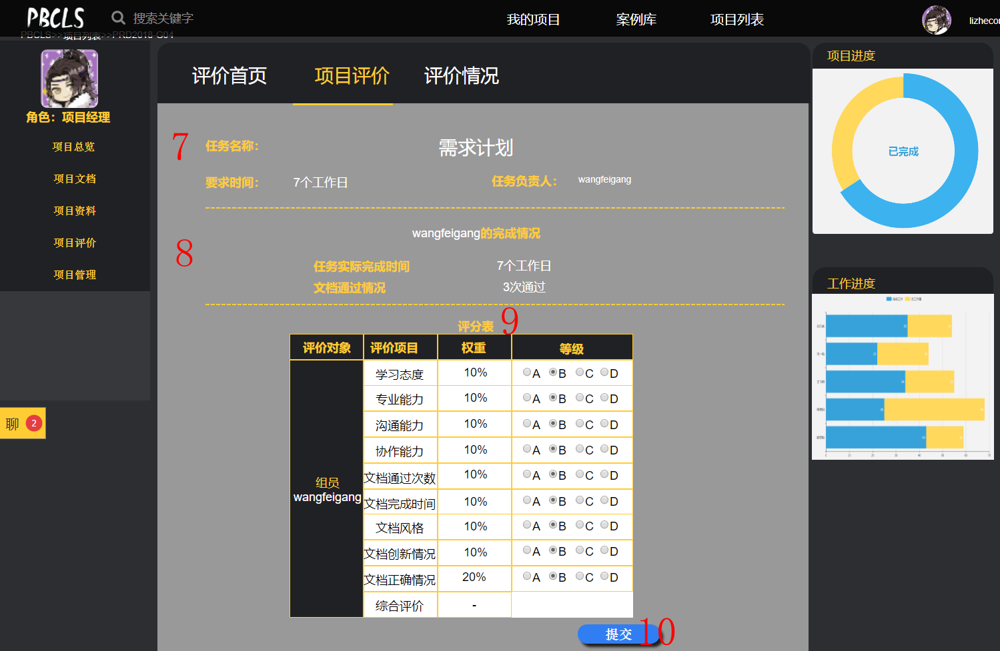 PBCLS
搜索关键字
我的项目
案例库
项目列表
lizhecon
PBCLS>>项目列表>>PRD2018-G04
角色：项目经理
项目总览
项目文档
项目资料
项目评价
项目管理
聊 2
评价首页
项目评价
评价情况
7
任务名称：
需求计划
要求时间：
7个工作日
任务负责人：
wangfeigang
8
wangfeigang的完成情况
任务实际完成时间
7个工作日
文档通过情况
3次通过
评分表
9
评价对象 评价项目 权重 等级
组员
wangfeigang
学习态度 10% A B C D
专业能力 10% A B C D
沟通能力 10% A B C D
协作能力 10% A B C D
文档通过次数 10% A B C D
文档完成时间 10% A B C D
文档风格 10% A B C D
文档创新情况 10% A B C D
文档正确情况 20% A B C D
综合评价 -
提交
10
项目进度
已完成
工作进度
0 10 20 30 40 50 60 70